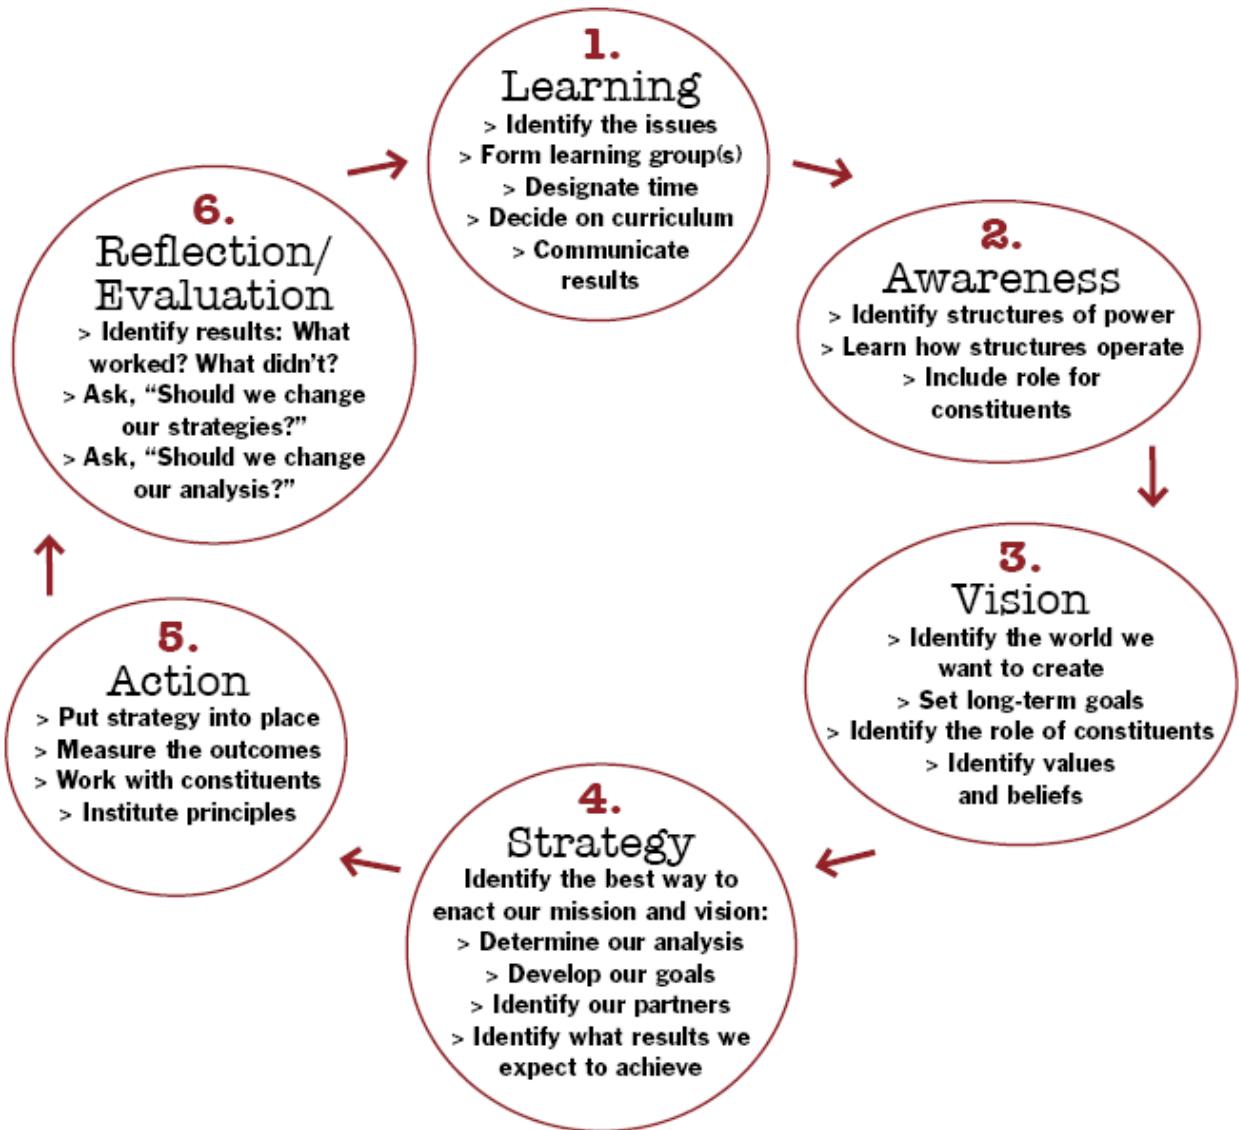 1.
Learning
> Identify the issues
> Form learning group(s)
> Designate time
> Decide on curriculum
> Communicate
results
2.
Awareness
> Identify structures of power
> Learn how structures operate
> Include role for
constituents
3.
Vision
> Identify the world we
want to create
> Set long-term goals
> Identify the role of constituents
> Identify values
and beliefs
4.
Strategy
Identify the best way to
enact our mission and vision:
> Determine our analysis
> Develop our goals
> Identify our partners
> Identify what results we
expect to achieve
5.
Action
> Put strategy into place
> Measure the outcomes
> Work with constituents
> Institute principles
6.
Reflection/
Evaluation
> Identify results: What
worked? What didn’t?
> Ask, “Should we change
our strategies?”
> Ask, “Should we change
our analysis?”